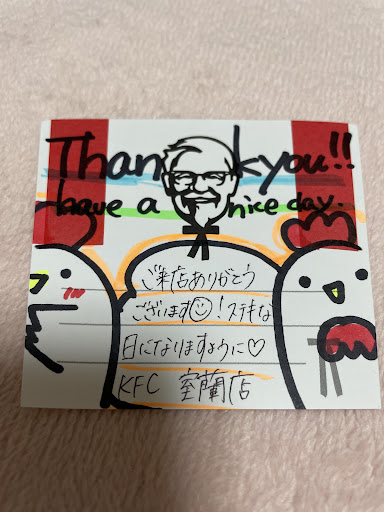 Thank you!!
have a nice day.
ご来店ありがとう
ございます☺!ステキな
日になりますように♡
KFC 室蘭店